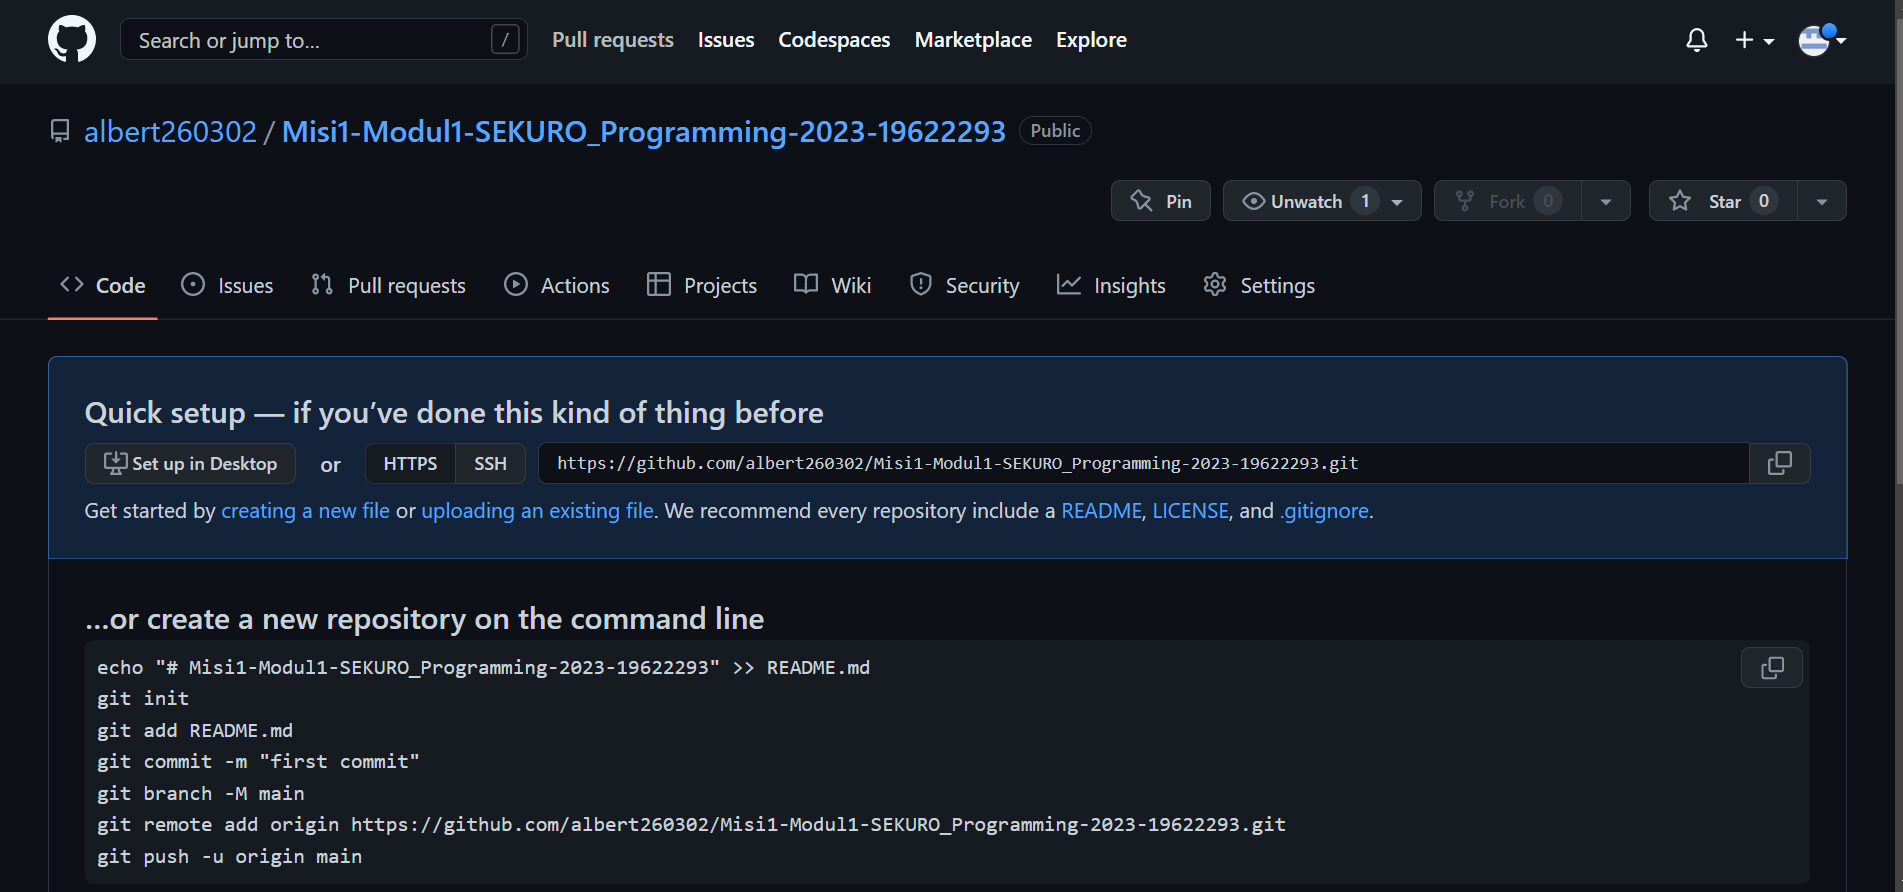 Search or jump to... / Pull requests Issues Codespaces Marketplace Explore
albert260302 / Misi1-Modul1-SEKURO_Programming-2023-19622293 Public
Pin Unwatch 1 Fork 0 Star 0
Code Issues Pull requests Actions Projects Wiki Security Insights Settings
Quick setup — if you’ve done this kind of thing before
Set up in Desktop or HTTPS SSH https://github.com/albert260302/Misi1-Modul1-SEKURO_Programming-2023-19622293.git
Get started by creating a new file or uploading an existing file. We recommend every repository include a README, LICENSE, and .gitignore.
…or create a new repository on the command line
echo "# Misi1-Modul1-SEKURO_Programming-2023-19622293" >> README.md
git init
git add README.md
git commit -m "first commit"
git branch -M main
git remote add origin https://github.com/albert260302/Misi1-Modul1-SEKURO_Programming-2023-19622293.git
git push -u origin main